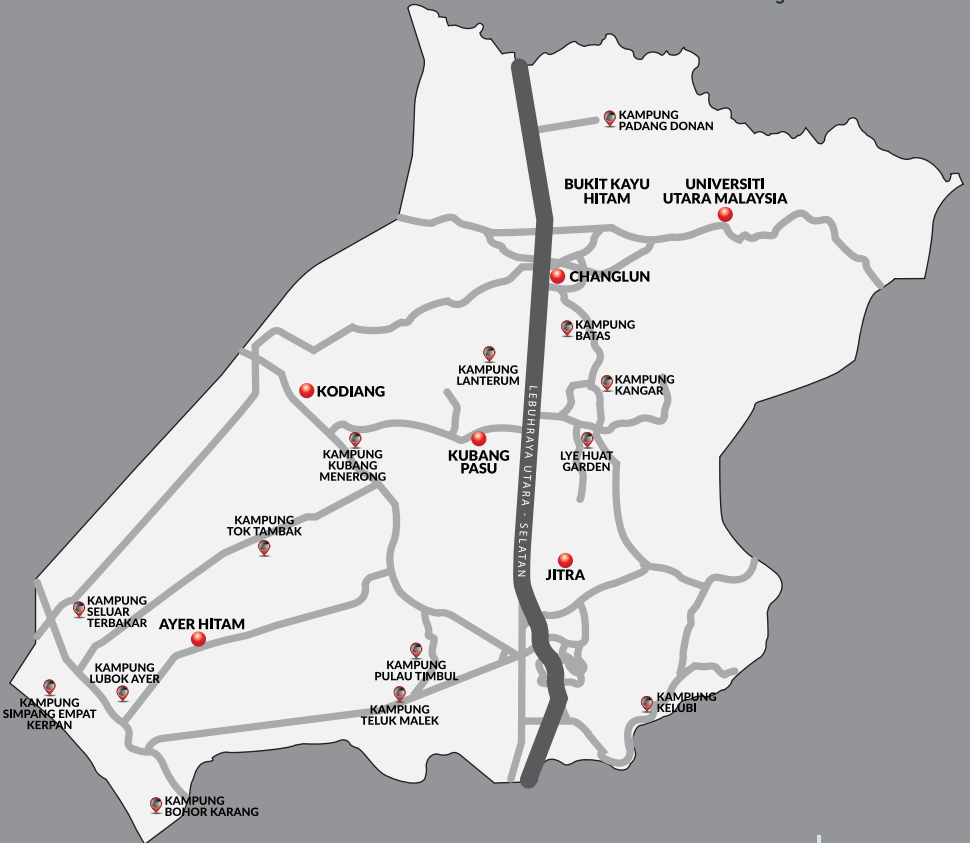 KAMPUNG
PADANG DONAN
BUKIT KAYU
HITAM
UNIVERSITI
UTARA MALAYSIA
CHANGLUN
KAMPUNG
BATAS
KAMPUNG
LANTERUM
KAMPUNG
KANGAR
KODIANG
LEBUHRAYA UTARA - SELATAN
KAMPUNG
KUBANG
MENERONG
KUBANG
PASU
LYE HUAT
GARDEN
KAMPUNG
TOK TAMBAK
JITRA
KAMPUNG
SELUAR
TERBAKAR
AYER HITAM
KAMPUNG
LUBOK AYER
KAMPUNG
PULAU TIMBUL
KAMPUNG
SIMPANG EMPAT
KERPAN
KAMPUNG
TELUK MALEK
KAMPUNG
KELUBI
KAMPUNG
BOHOR KARANG